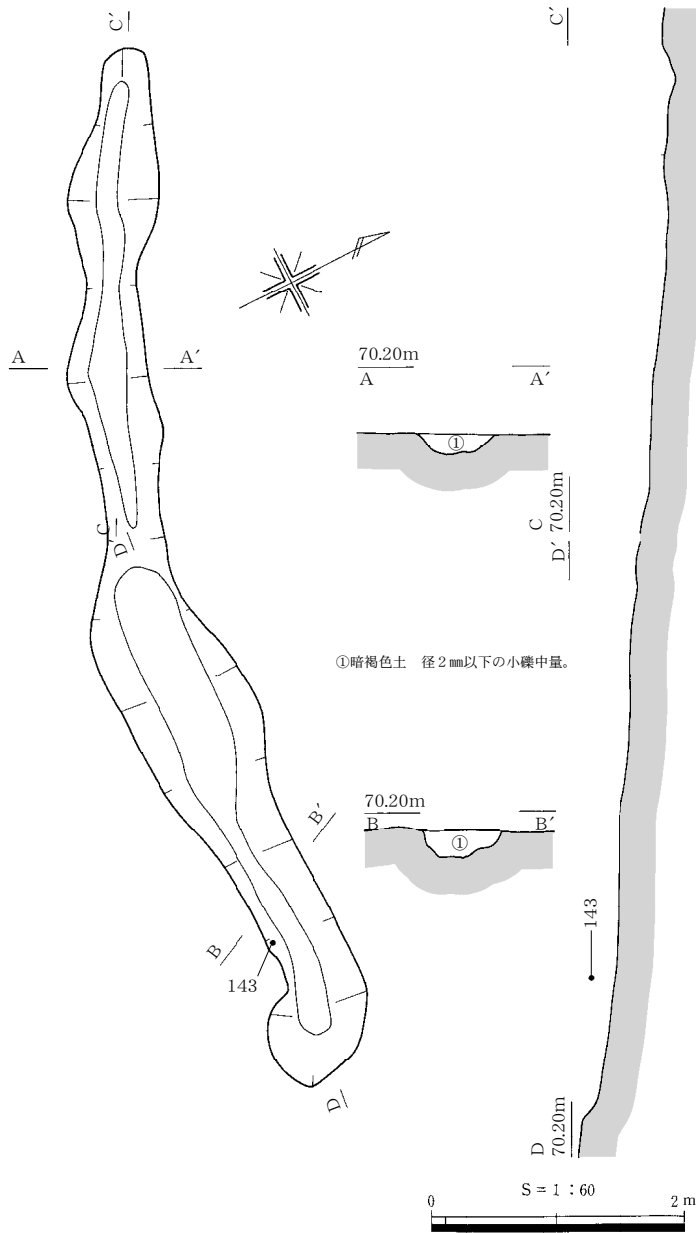 C′
C′
A
A′
70.20m
A
A′
①
C
70.20m
D′
C
D′
①暗褐色土　径２㎜以下の小礫中量。
70.20m
B
B′
①
B′
B
143
143
D
D
70.20m
S＝1：60
0
2 m